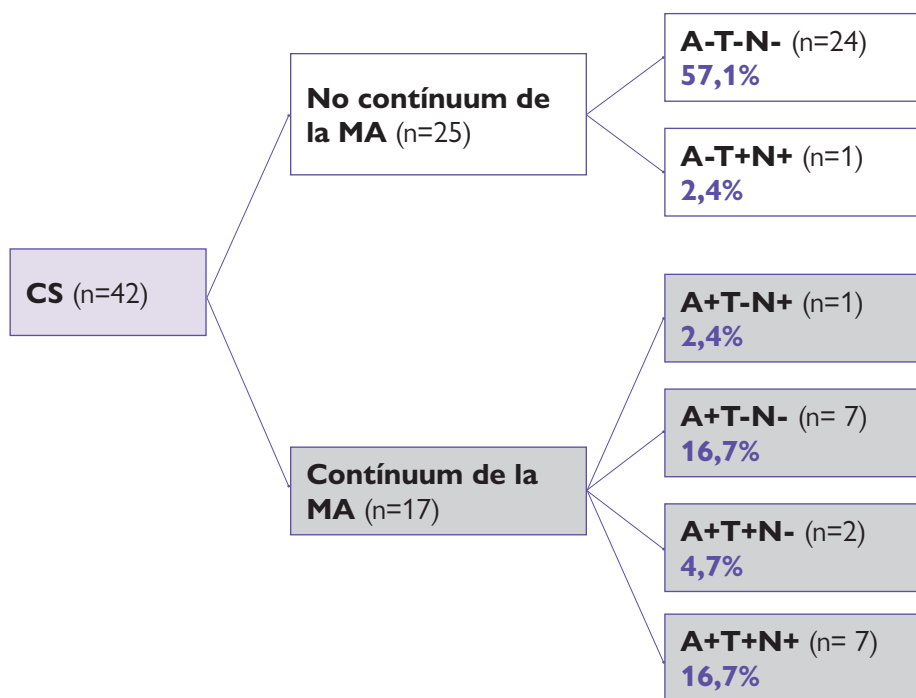 A-T-N- (n=24)
57,1%
No contínuum de
la MA (n=25)
A-T+N+ (n=1)
2,4%
CS (n=42)
A+T-N+ (n=1)
2,4%
A+T-N- (n= 7)
16,7%
Contínuum de la
MA (n=17)
A+T+N- (n=2)
4,7%
A+T+N+ (n= 7)
16,7%